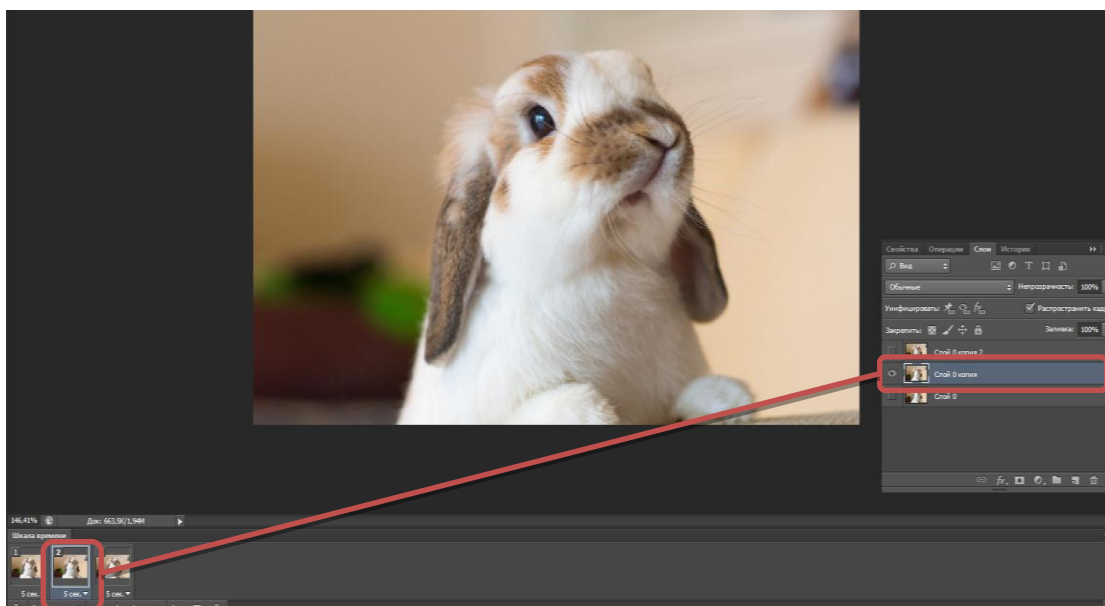 Свойства Операции Слои История
Вид
Обычные Непрозрачность: 100%
Унифицировать: Распространить кад
Закрепить: Заливка: 100%
Слой 0 копия 2
Слой 0 копия
Слой 0
146,41% Док: 663,5K/1,94M
Шкала времени
1 2
5 сек. 5 сек. 5 сек.